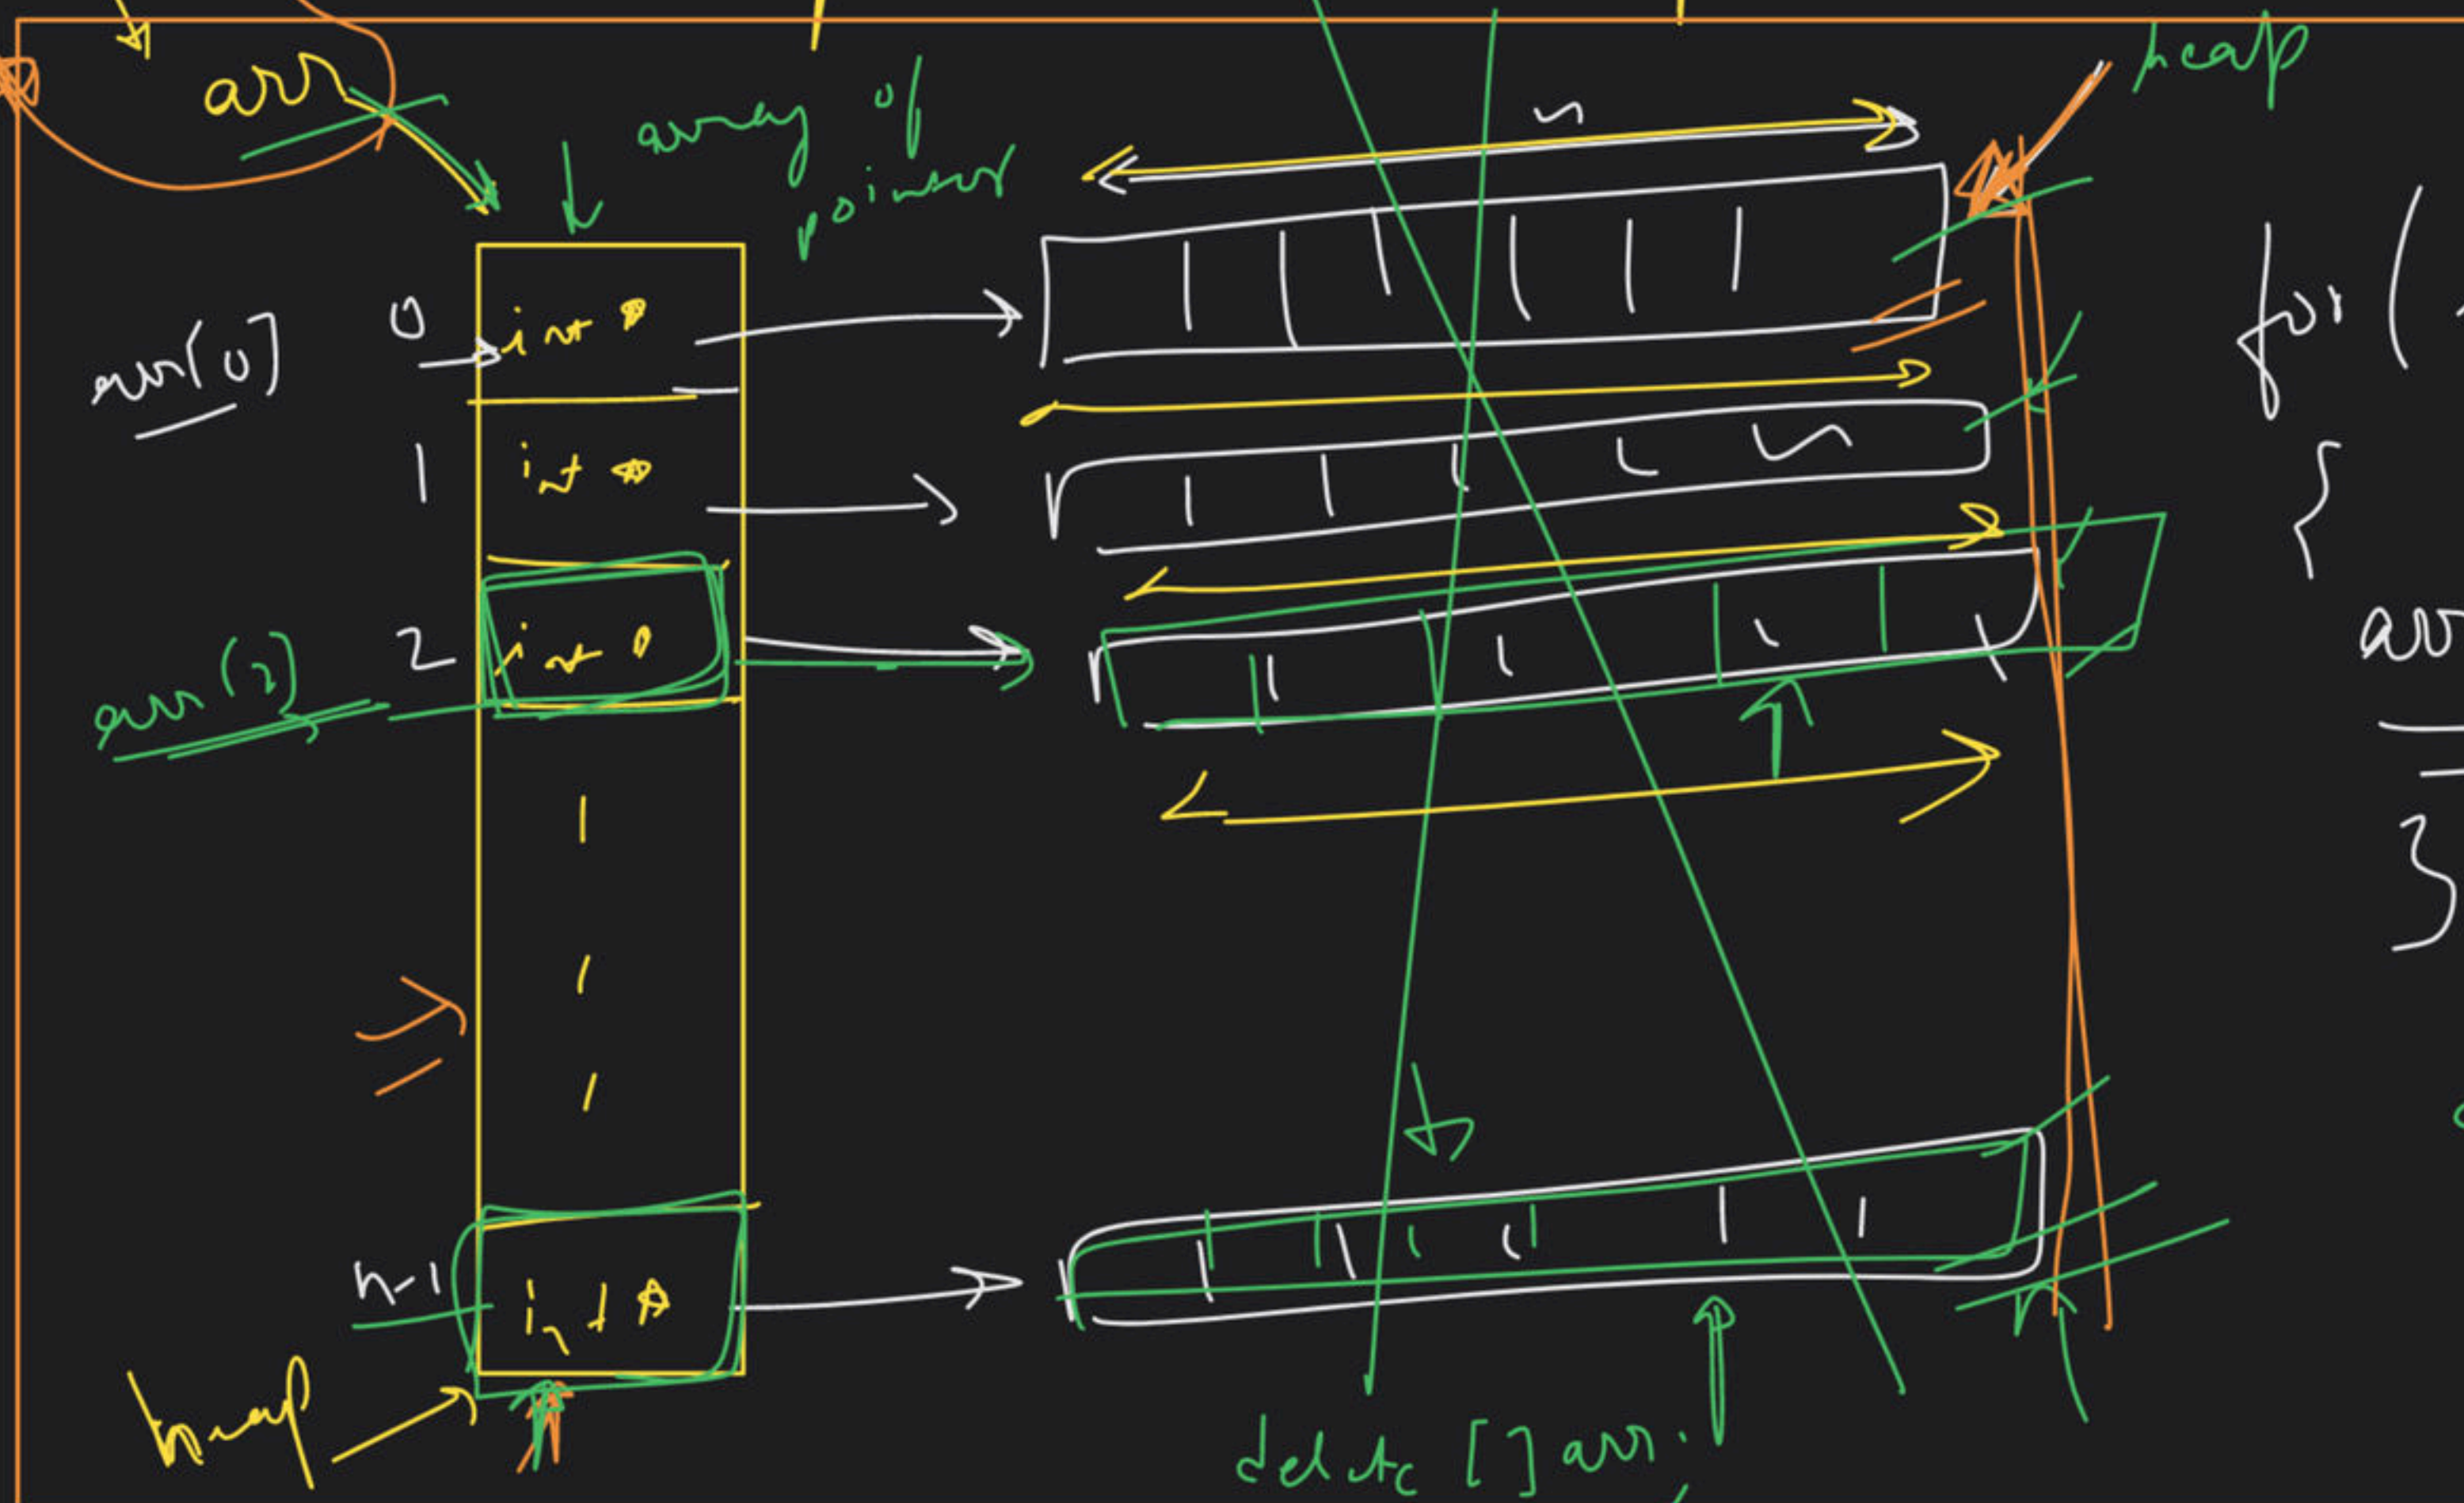 arr
heap
array of
pointer
n
0 int *
arr[0]
for (
1 int *
{
2 int *
arr[2]
arr
}
n-1 int *
heap
delete [] arr;